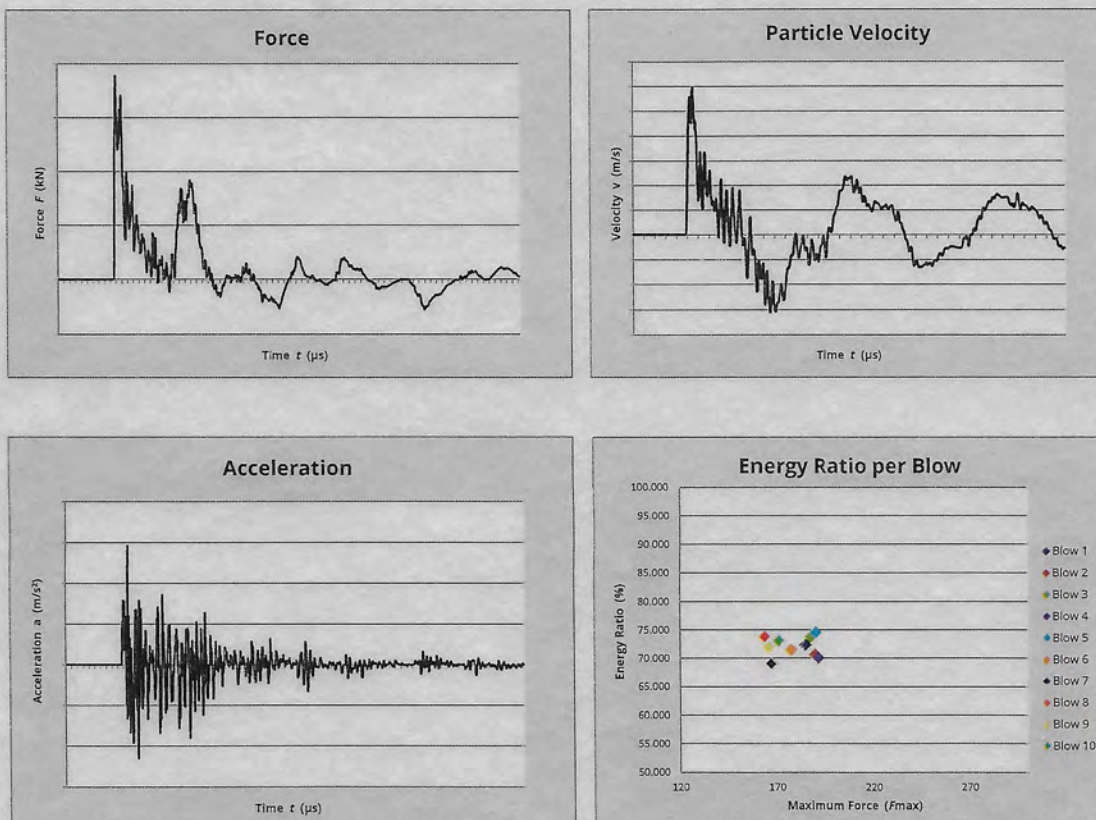 Force
Force F (kN)
Time t (µs)
Particle Velocity
Velocity v (m/s)
Time t (µs)
Acceleration
Acceleration a (m/s²)
Time t (µs)
Energy Ratio per Blow
Energy Ratio (%)
100.000
95.000
90.000
85.000
80.000
75.000
70.000
65.000
60.000
55.000
50.000
120 170 220 270
Maximum Force (Fmax)
Blow 1
Blow 2
Blow 3
Blow 4
Blow 5
Blow 6
Blow 7
Blow 8
Blow 9
Blow 10